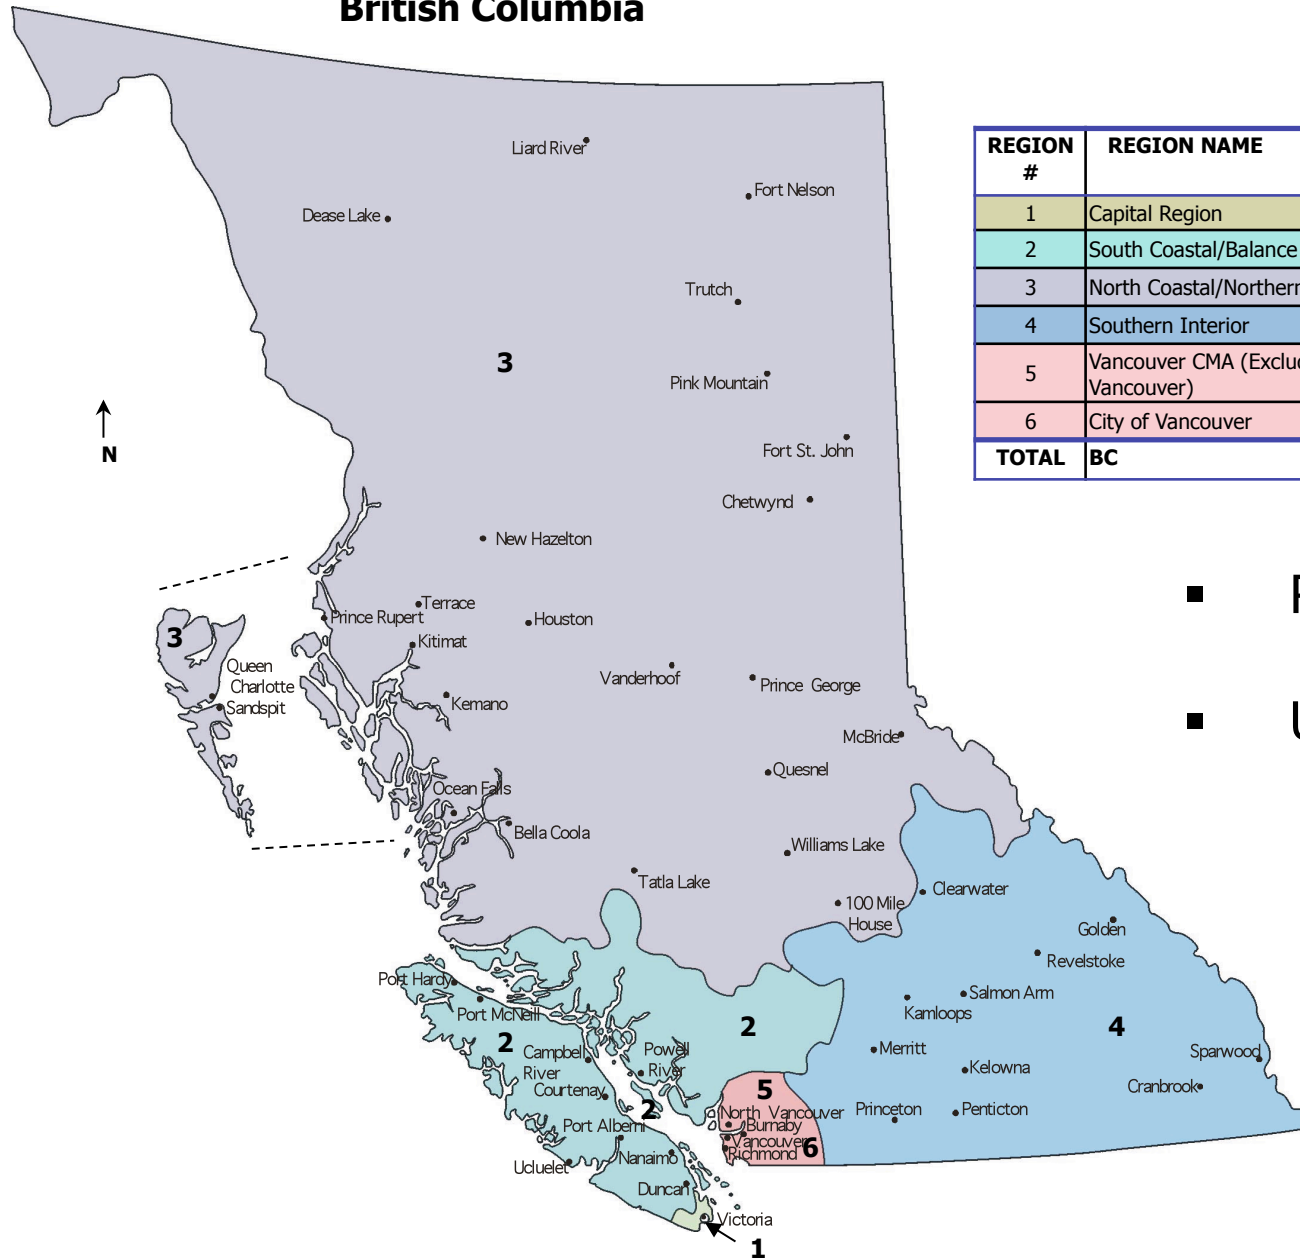 British Columbia
Liard River
Fort Nelson
Dease Lake
Trutch
3
Pink Mountain
N
Fort St. John
Chetwynd
New Hazelton
Terrace
Prince Rupert
Houston
3
Kitimat
Queen
Charlotte
Sandspit
Vanderhoof
Prince George
Kemano
McBride
Quesnel
Ocean Falls
Bella Coola
Williams Lake
Tatla Lake
Clearwater
100 Mile
House
Golden
Revelstoke
Port Hardy
Salmon Arm
Port McNeill
Kamloops
2
4
2
Campbell
River
Powell
River
Merritt
Sparwood
Kelowna
Courtenay
5
Cranbrook
2
North Vancouver
Princeton
Penticton
Port Alberni
Burnaby
Vancouver
Richmond
6
Ucluelet
Nanaimo
Duncan
Victoria
1
REGION
#
REGION NAME
1 Capital Region
2 South Coastal/Balance
3 North Coastal/Northern
4 Southern Interior
5 Vancouver CMA (Exclu
Vancouver)
6 City of Vancouver
TOTAL BC